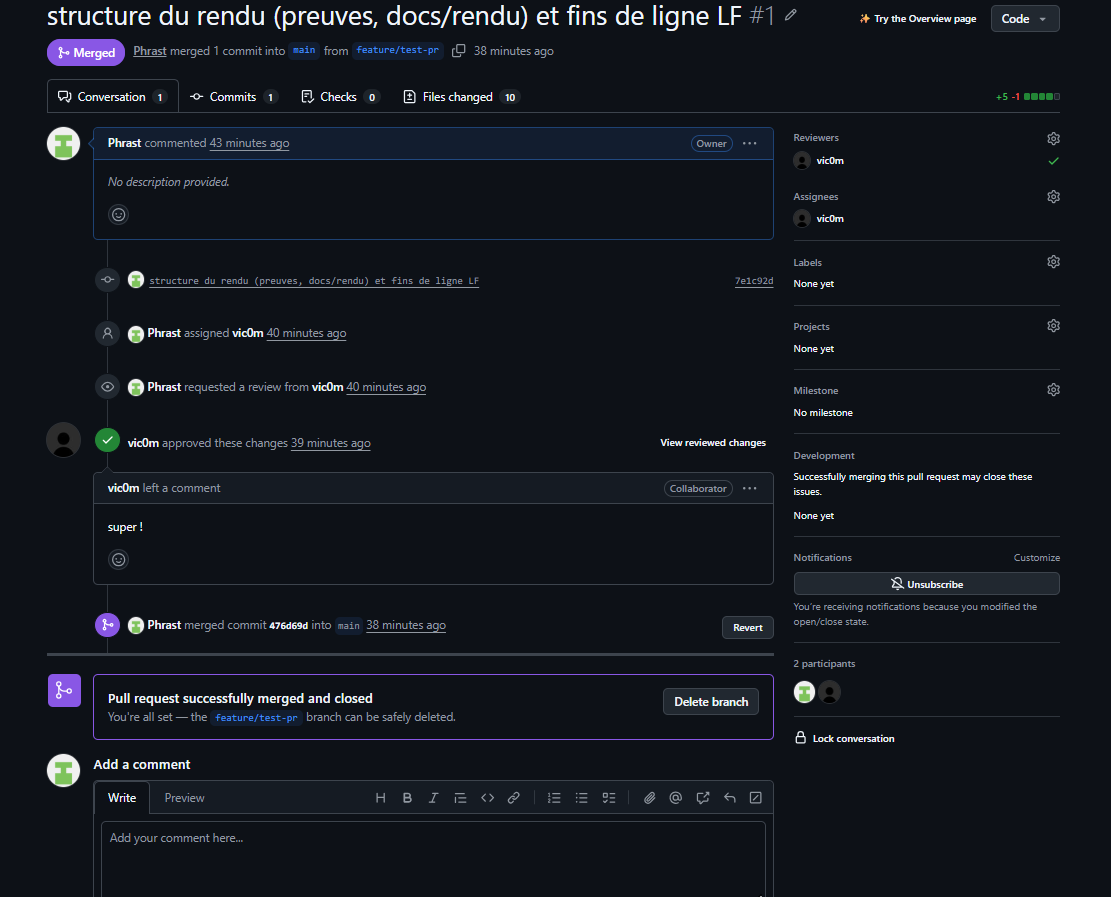 structure du rendu (preuves, docs/rendu) et fins de ligne LF #1
Try the Overview page
Code
Merged
Phrast merged 1 commit into main from feature/test-pr 38 minutes ago
Conversation 1
Commits 1
Checks 0
Files changed 10
+5 -1
Phrast commented 43 minutes ago
Owner
No description provided.
structure du rendu (preuves, docs/rendu) et fins de ligne LF
7e1c92d
Phrast assigned vic0m 40 minutes ago
Phrast requested a review from vic0m 40 minutes ago
vic0m approved these changes 39 minutes ago
View reviewed changes
vic0m left a comment
Collaborator
super !
Phrast merged commit 476d69d into main 38 minutes ago
Revert
Pull request successfully merged and closed
You're all set — the feature/test-pr branch can be safely deleted.
Delete branch
Add a comment
Write
Preview
Add your comment here...
Reviewers
vic0m
Assignees
vic0m
Labels
None yet
Projects
None yet
Milestone
No milestone
Development
Successfully merging this pull request may close these
issues.
None yet
Notifications
Customize
Unsubscribe
You're receiving notifications because you modified the
open/close state.
2 participants
Lock conversation